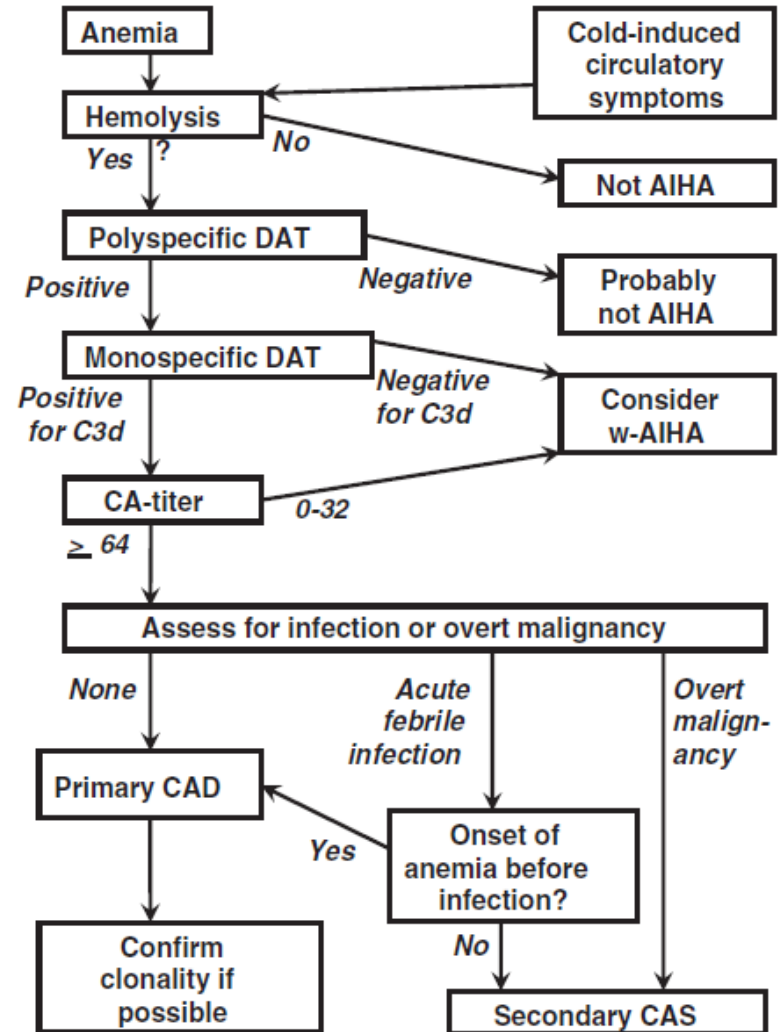 Anemia
Cold-induced
circulatory
symptoms
Hemolysis
?
Yes
No
Not AIHA
Polyspecific DAT
Positive
Negative
Probably
not AIHA
Monospecific DAT
Positive
for C3d
Negative
for C3d
Consider
w-AIHA
CA-titer
0-32
≥ 64
Assess for infection or overt malignancy
None
Acute
febrile
infection
Overt
malign-
ancy
Primary CAD
Yes
Onset of
anemia before
infection?
No
Confirm
clonality if
possible
Secondary CAS